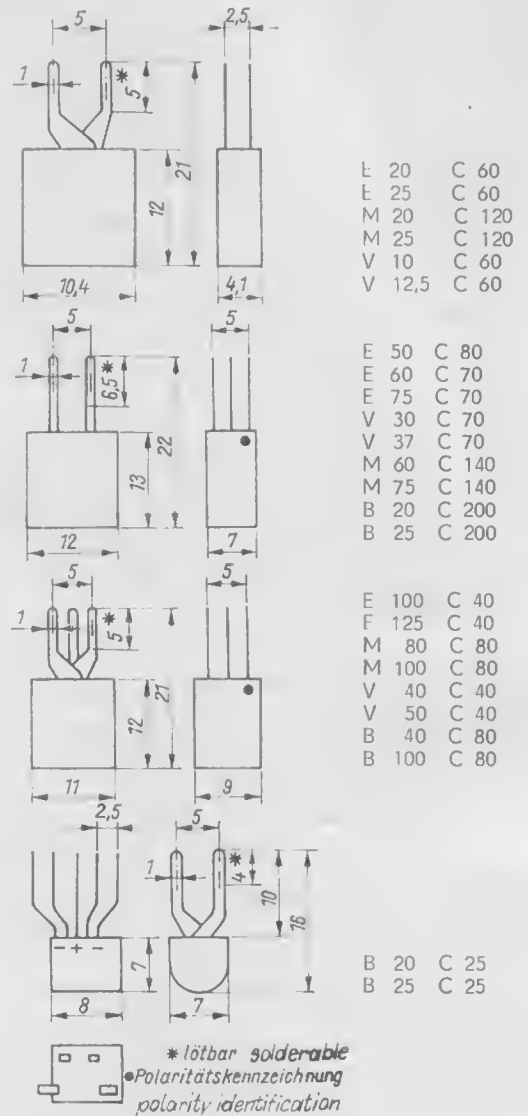 5
2,5
1
5
21
12
10,4
4,1
E 20 C 60
E 25 C 60
M 20 C 120
M 25 C 120
V 10 C 60
V 12,5 C 60
5
5
1
6,5
22
13
12
7
E 50 C 80
E 60 C 70
E 75 C 70
V 30 C 70
V 37 C 70
M 60 C 140
M 75 C 140
B 20 C 200
B 25 C 200
5
5
1
5
21
12
11
9
E 100 C 40
F 125 C 40
M 80 C 80
M 100 C 80
V 40 C 40
V 50 C 40
B 40 C 80
B 100 C 80
2,5
5
1
4
10
16
- + -
7
8
7
B 20 C 25
B 25 C 25
* lötbar solderable
Polaritätskennzeichnung
polarity identification